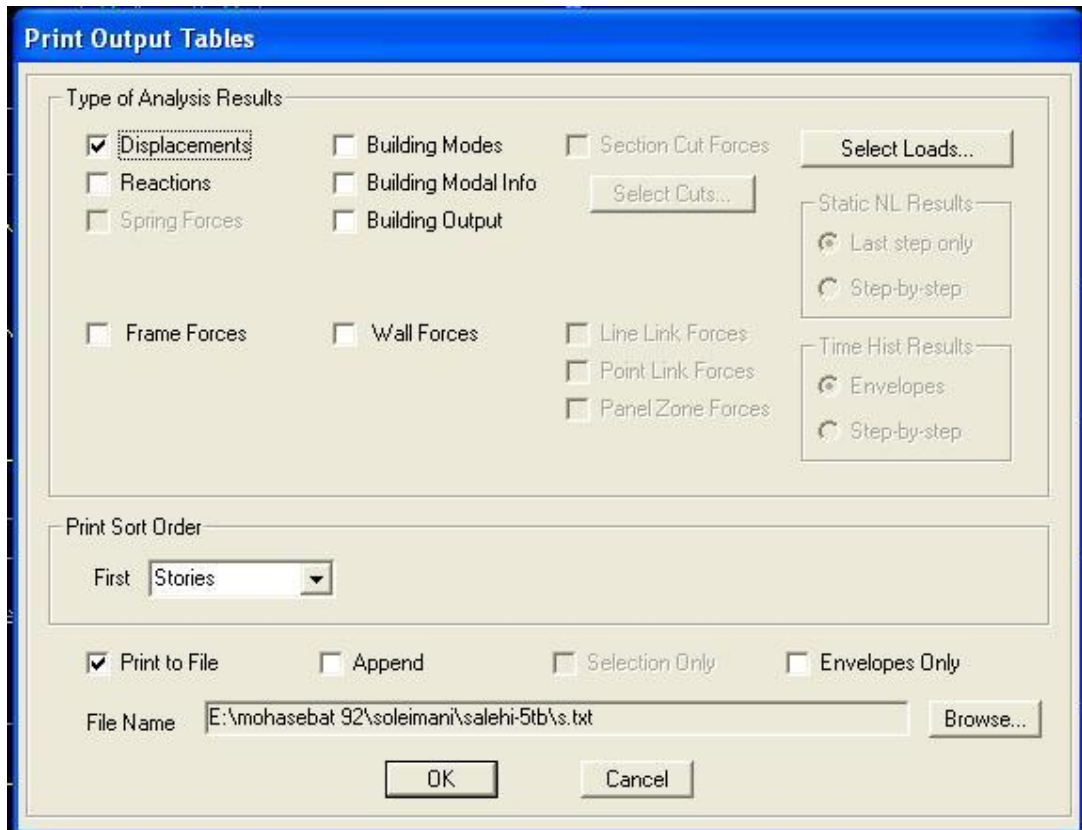 Print Output Tables
Type of Analysis Results
Displacements
Building Modes
Section Cut Forces
Select Loads...
Reactions
Building Modal Info
Select Cuts...
Spring Forces
Building Output
Static NL Results
Last step only
Step-by-step
Frame Forces
Wall Forces
Line Link Forces
Point Link Forces
Panel Zone Forces
Time Hist Results
Envelopes
Step-by-step
Print Sort Order
First
Stories
Print to File
Append
Selection Only
Envelopes Only
File Name
E:\mohasebat 92\soleimani\salehi-5tb\s.txt
Browse...
OK
Cancel